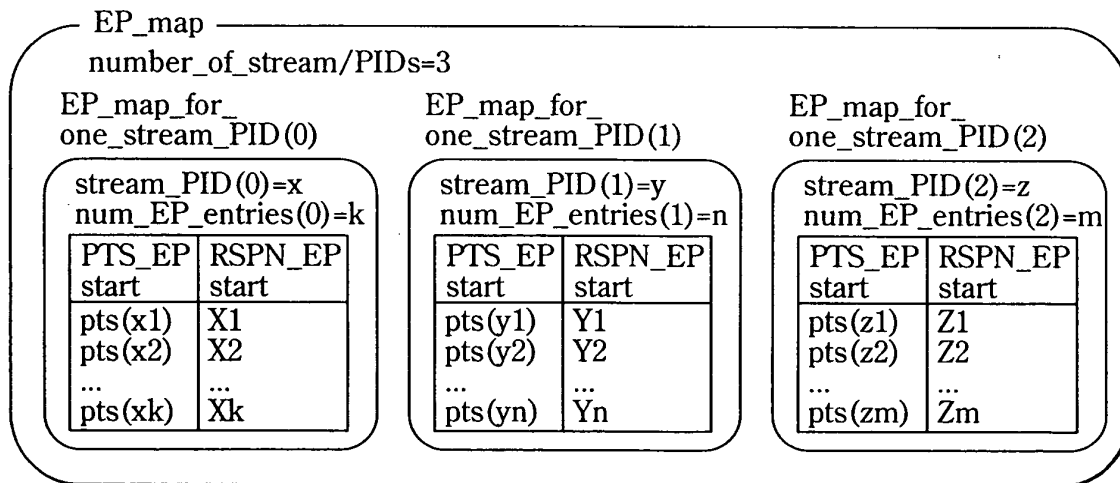 EP_map
number_of_stream/PIDs=3
EP_map_for_
one_stream_PID(0)
stream_PID(0)=x
num_EP_entries(0)=k
PTS_EP RSPN_EP
start start
pts(x1) X1
pts(x2) X2
... ...
pts(xk) Xk
EP_map_for_
one_stream_PID(1)
stream_PID(1)=y
num_EP_entries(1)=n
PTS_EP RSPN_EP
start start
pts(y1) Y1
pts(y2) Y2
... ...
pts(yn) Yn
EP_map_for_
one_stream_PID(2)
stream_PID(2)=z
num_EP_entries(2)=m
PTS_EP RSPN_EP
start start
pts(z1) Z1
pts(z2) Z2
... ...
pts(zm) Zm